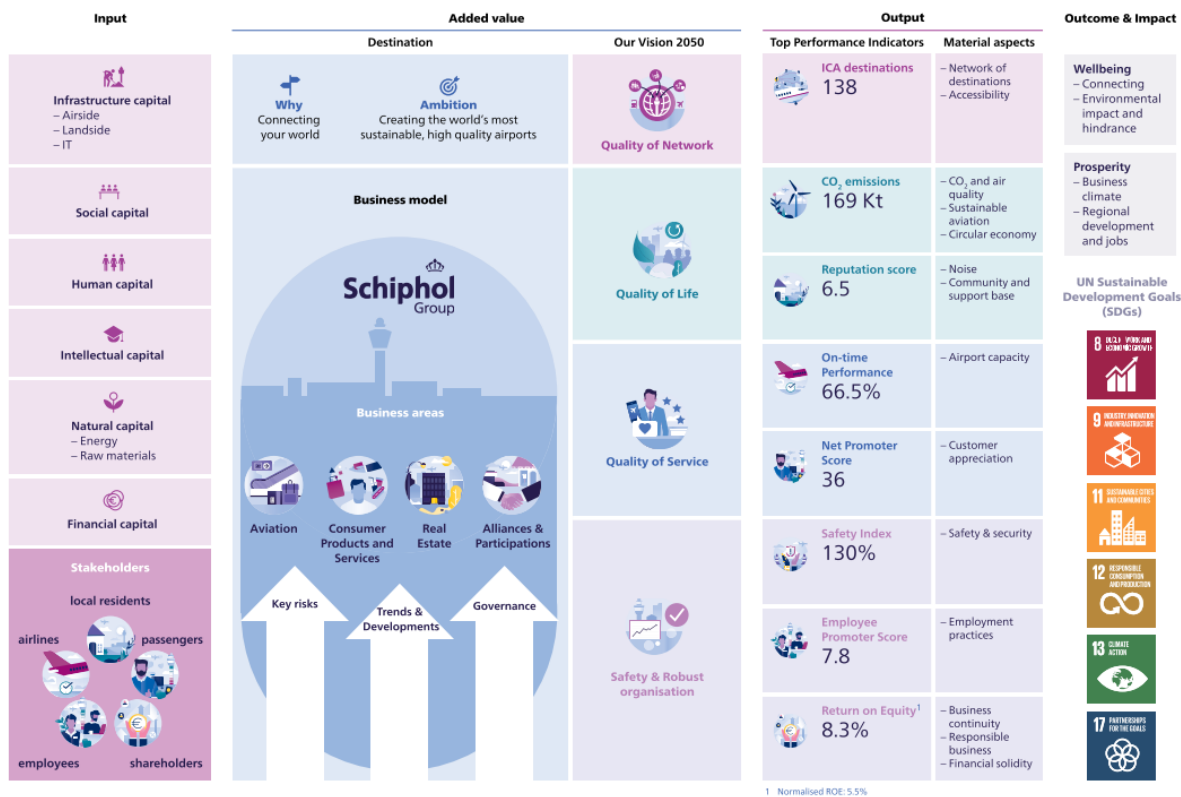 Input
Infrastructure capital
– Airside
– Landside
– IT
Social capital
Human capital
Intellectual capital
Natural capital
– Energy
– Raw materials
Financial capital
Stakeholders
local residents
airlines
passengers
employees
shareholders
Added value
Destination
Our Vision 2050
Why
Connecting
your world
Ambition
Creating the world's most
sustainable, high quality airports
Business model
Schiphol
Group
Business areas
Aviation
Consumer
Products and
Services
Real
Estate
Alliances &
Participations
Key risks
Trends &
Developments
Governance
Quality of Network
Quality of Life
Quality of Service
Safety & Robust
organisation
Output
Top Performance Indicators
Material aspects
ICA destinations
138
– Network of
destinations
– Accessibility
CO₂ emissions
169 Kt
– CO₂ and air
quality
– Sustainable
aviation
– Circular economy
Reputation score
6.5
– Noise
– Community and
support base
On-time
Performance
66.5%
– Airport capacity
Net Promoter
Score
36
– Customer
appreciation
Safety Index
130%
– Safety & security
Employee
Promoter Score
7.8
– Employment
practices
Return on Equity¹
8.3%
– Business
continuity
– Responsible
business
– Financial solidity
1 Normalised ROE: 5.5%
Outcome & Impact
Wellbeing
– Connecting
– Environmental
impact and
hindrance
Prosperity
– Business
climate
– Regional
development
and jobs
UN Sustainable
Development Goals
(SDGs)
8 WORK AND
ECONOMIC GROWTH
9 INDUSTRY, INNOVATION
AND INFRASTRUCTURE
11 SUSTAINABLE CITIES
AND COMMUNITIES
12 RESPONSIBLE
CONSUMPTION
AND PRODUCTION
13 CLIMATE
ACTION
17 PARTNERSHIPS
FOR THE GOALS